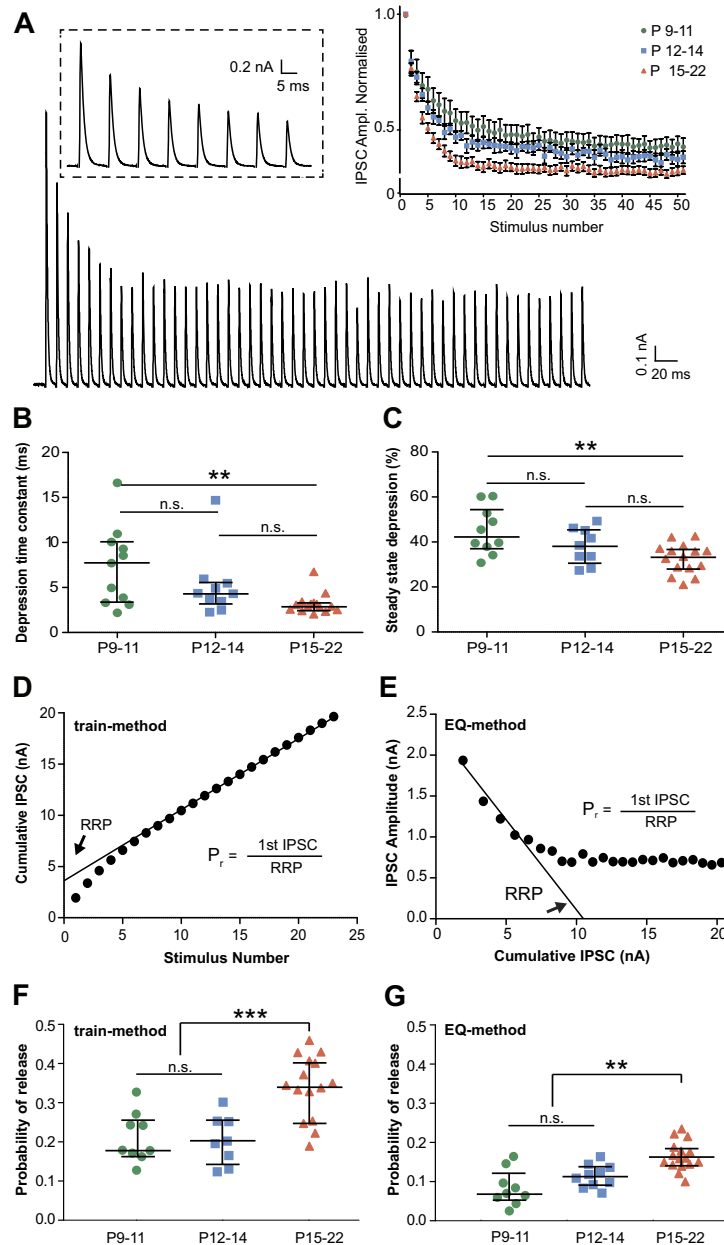 A
0.2 nA
5 ms
IPSC Ampl. Normalised
1.0
0.5
0
P 9-11
P 12-14
P 15-22
0 5 10 15 20 25 30 35 40 45 50
Stimulus number
0.1 nA
20 ms
B
Depression time constant (ms)
20
15
10
5
0
**
n.s.
n.s.
P9-11 P12-14 P15-22
C
Steady state depression (%)
80
60
40
20
0
**
n.s.
n.s.
P9-11 P12-14 P15-22
D
train-method
Cumulative IPSC (nA)
20
15
10
5
0
RRP
Pr = 1st IPSC
RRP
0 5 10 15 20 25
Stimulus Number
E
EQ-method
IPSC Amplitude (nA)
2.5
2.0
1.5
1.0
0.5
0.0
Pr = 1st IPSC
RRP
RRP
0 5 10 15 20
Cumulative IPSC (nA)
F
train-method
Probability of release
0.5
0.4
0.3
0.2
0.1
0.0
***
n.s.
P9-11 P12-14 P15-22
G
EQ-method
Probability of release
0.5
0.4
0.3
0.2
0.1
0.0
**
n.s.
P9-11 P12-14 P15-22